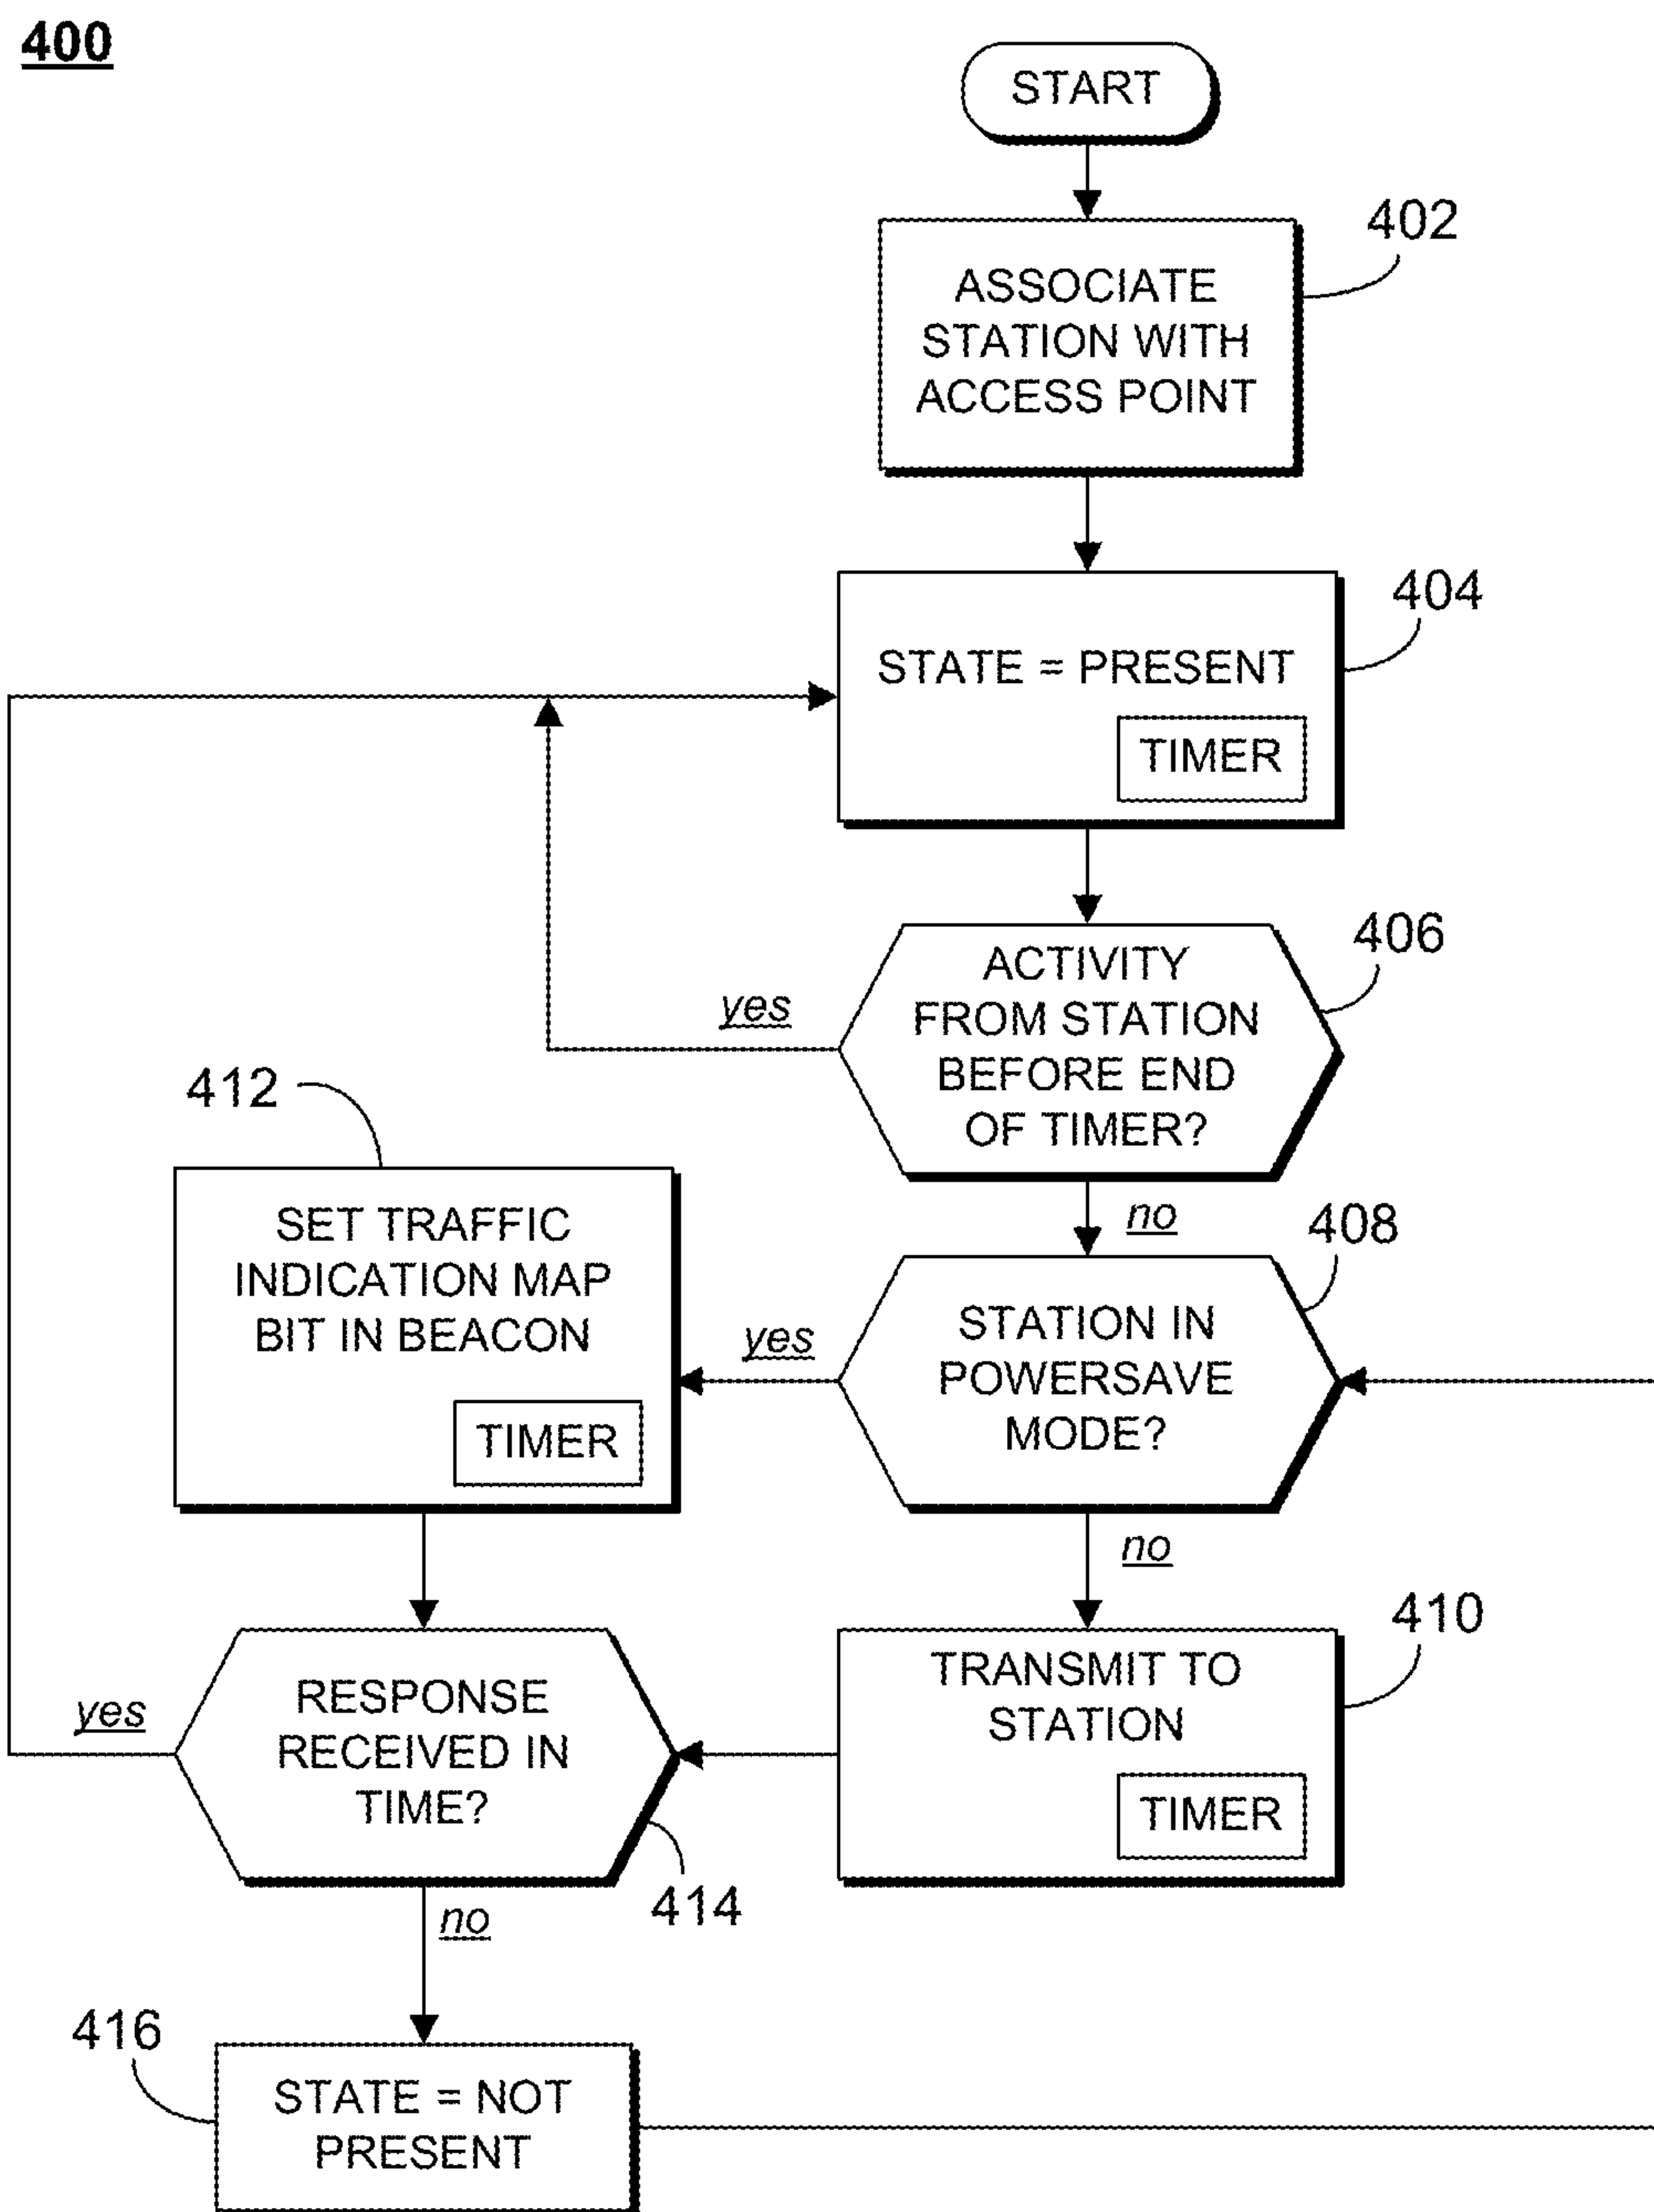 400
START
402
ASSOCIATE
STATION WITH
ACCESS POINT
404
STATE = PRESENT
TIMER
406
ACTIVITY
FROM STATION
BEFORE END
OF TIMER?
yes
no
412
SET TRAFFIC
INDICATION MAP
BIT IN BEACON
TIMER
408
STATION IN
POWERSAVE
MODE?
yes
no
410
TRANSMIT TO
STATION
TIMER
RESPONSE
RECEIVED IN
TIME?
yes
414
no
416
STATE = NOT
PRESENT